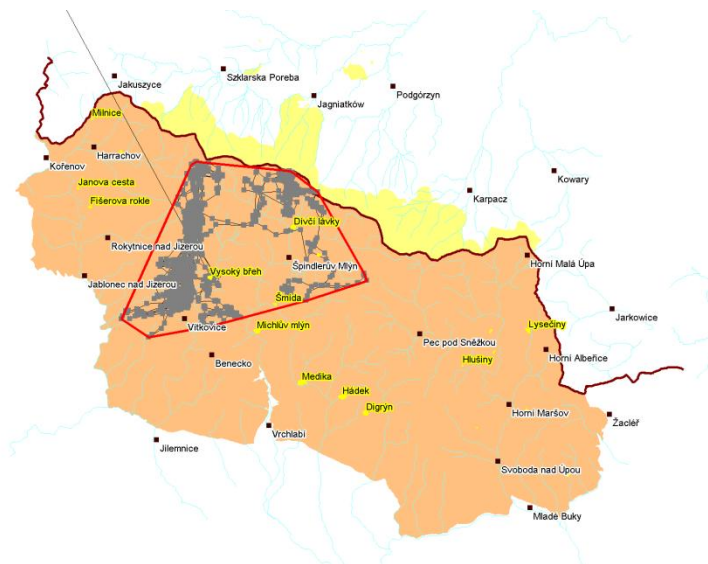 Szklarska Poreba
Jakuszyce
Podgórzyn
Jagniatków
Milnice
Harrachov
Kořenov
Kowary
Janova cesta
Karpacz
Fišerova rokle
Dívčí lávky
Rokytnice nad Jizerou
Horní Malá Úpa
Špindlerův Mlýn
Vysoký břeh
Jablonec nad Jizerou
Šmída
Jarkowice
Vítkovice
Michlův mlýn
Lysečiny
Pec pod Sněžkou
Horní Albeřice
Hlušiny
Benecko
Medika
Hádek
Digrýn
Horní Maršov
Žacléř
Vrchlabí
Jilemnice
Svoboda nad Úpou
Mladé Buky